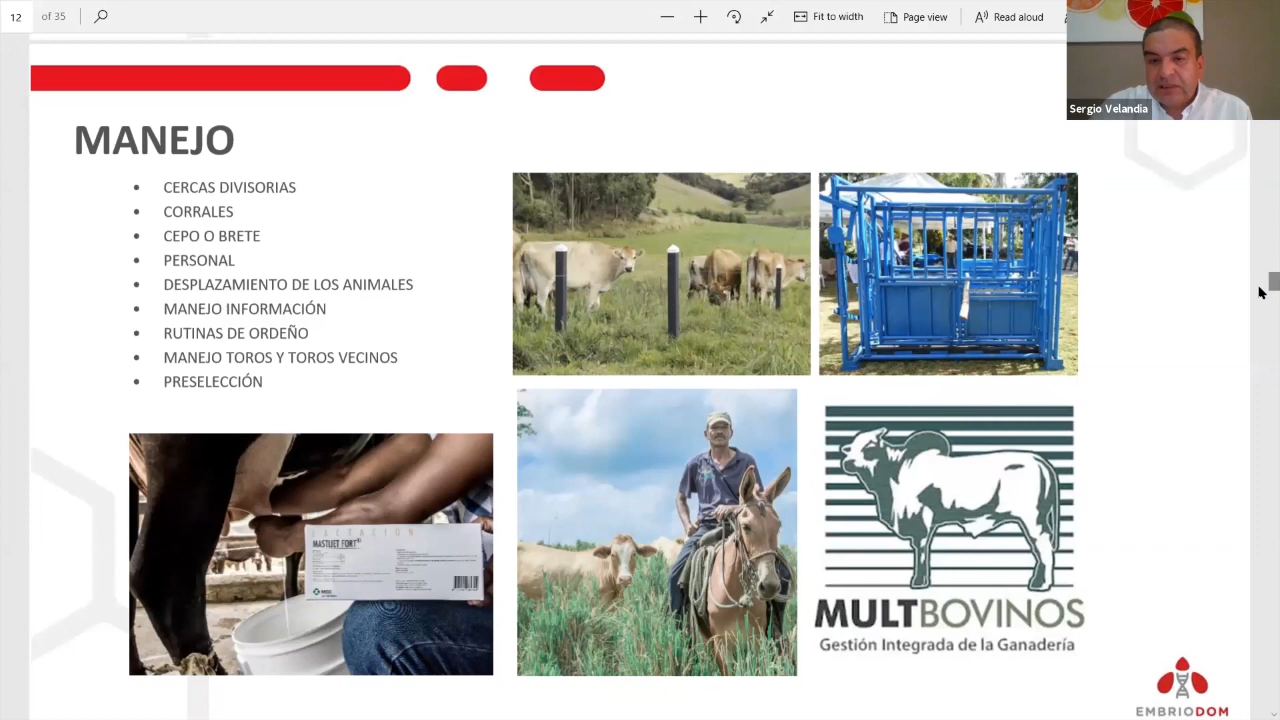 12 of 35
Fit to width
Page view
Read aloud
Sergio Velandia
MANEJO
• CERCAS DIVISORIAS
• CORRALES
• CEPO O BRETE
• PERSONAL
• DESPLAZAMIENTO DE LOS ANIMALES
• MANEJO INFORMACIÓN
• RUTINAS DE ORDEÑO
• MANEJO TOROS Y TOROS VECINOS
• PRESELECCIÓN
LACTACIÓN
MASTIJET FORT
MULTBOVINOS
Gestión Integrada de la Ganadería
EMBRIODOM